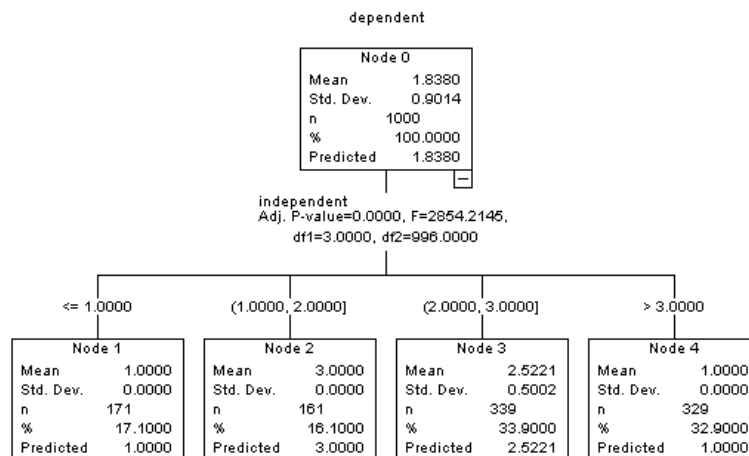 dependent
Node 0
Mean 1.8380
Std. Dev. 0.9014
n 1000
% 100.0000
Predicted 1.8380
independent
Adj. P-value=0.0000, F=2854.2145,
df1=3.0000, df2=996.0000
<= 1.0000 (1.0000, 2.0000] (2.0000, 3.0000] > 3.0000
Node 1
Mean 1.0000
Std. Dev. 0.0000
n 171
% 17.1000
Predicted 1.0000
Node 2
Mean 3.0000
Std. Dev. 0.0000
n 161
% 16.1000
Predicted 3.0000
Node 3
Mean 2.5221
Std. Dev. 0.5002
n 339
% 33.9000
Predicted 2.5221
Node 4
Mean 1.0000
Std. Dev. 0.0000
n 329
% 32.9000
Predicted 1.0000